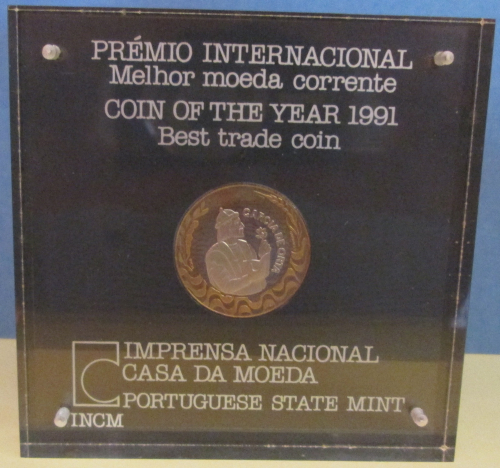 PRÉMIO INTERNACIONAL
Melhor moeda corrente
COIN OF THE YEAR 1991
Best trade coin
GARCIA DE ORTA
IMPRENSA NACIONAL
CASA DA MOEDA
PORTUGUESE STATE MINT
INCM